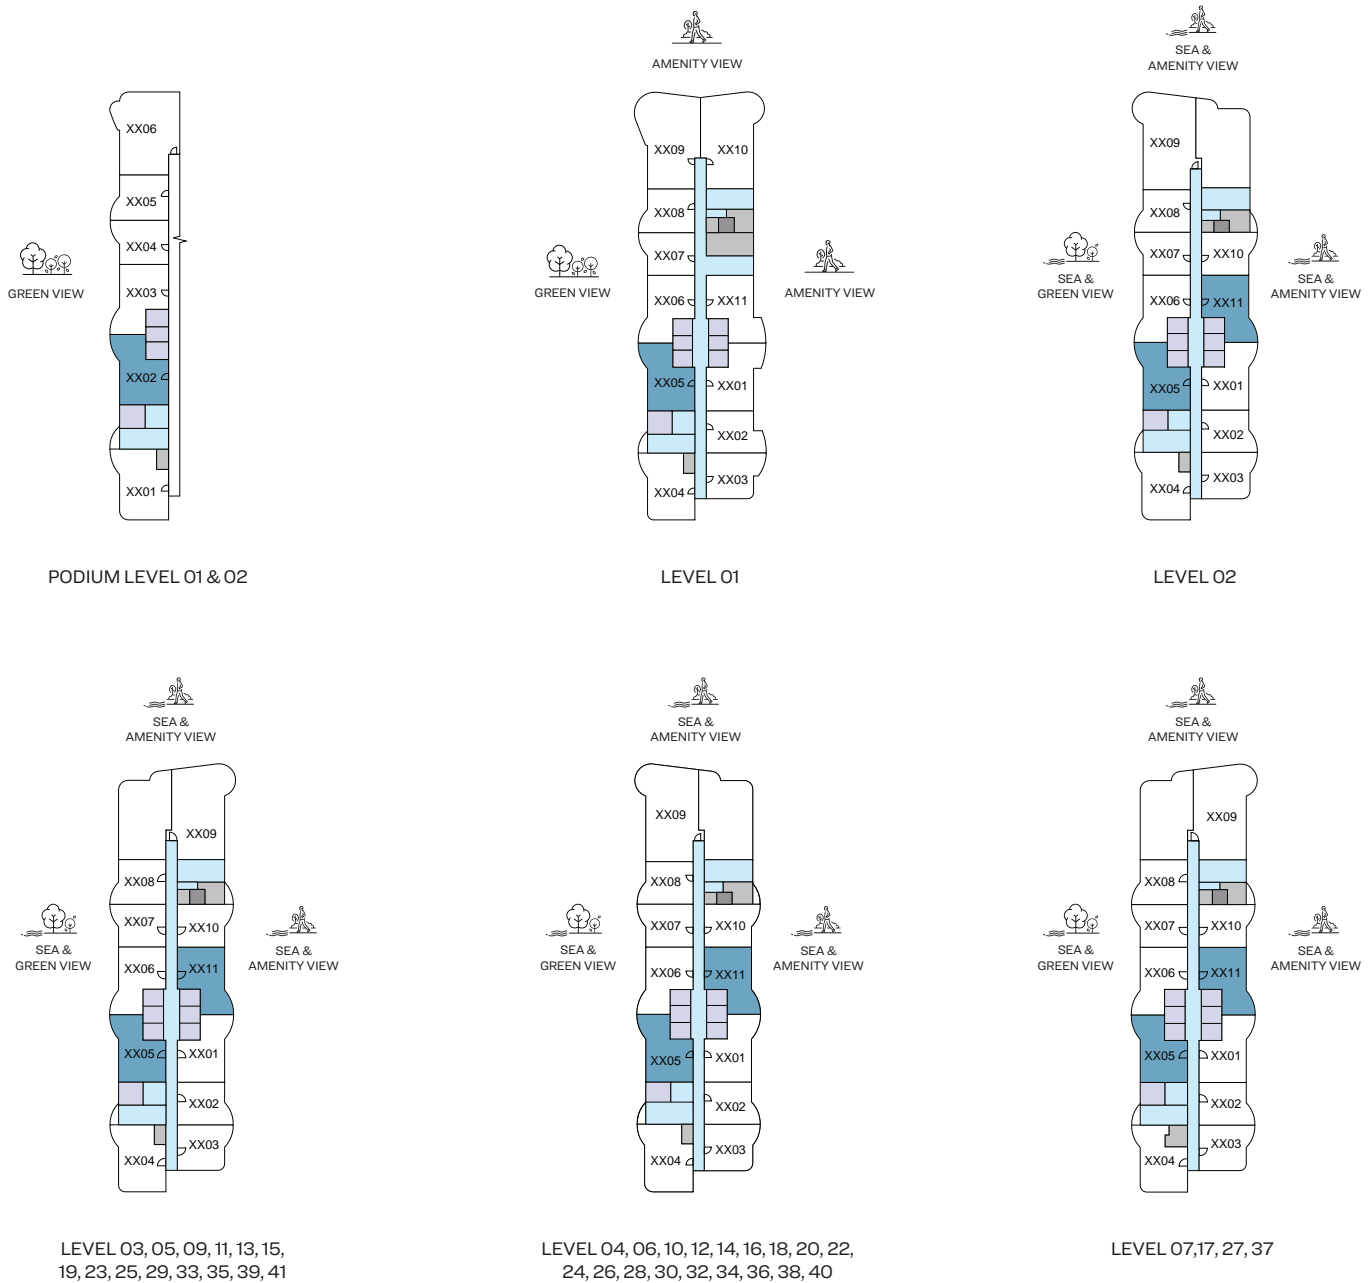 XX06
XX05
XX04
XX03
XX02
XX01
GREEN VIEW
PODIUM LEVEL 01 & 02
AMENITY VIEW
XX09 XX10
XX08
XX07
XX06 XX11
XX05 XX01
XX02
XX04 XX03
GREEN VIEW
AMENITY VIEW
LEVEL 01
SEA &
AMENITY VIEW
XX09
XX08
XX07 XX10
XX06 XX11
XX05 XX01
XX02
XX04 XX03
SEA &
GREEN VIEW
SEA &
AMENITY VIEW
LEVEL 02
SEA &
AMENITY VIEW
XX09
XX08
XX07 XX10
XX06 XX11
XX05 XX01
XX02
XX04 XX03
SEA &
GREEN VIEW
SEA &
AMENITY VIEW
LEVEL 03, 05, 09, 11, 13, 15,
19, 23, 25, 29, 33, 35, 39, 41
SEA &
AMENITY VIEW
XX09
XX08
XX07 XX10
XX06 XX11
XX05 XX01
XX02
XX04 XX03
SEA &
GREEN VIEW
SEA &
AMENITY VIEW
LEVEL 04, 06, 10, 12, 14, 16, 18, 20, 22,
24, 26, 28, 30, 32, 34, 36, 38, 40
SEA &
AMENITY VIEW
XX09
XX08
XX07 XX10
XX06 XX11
XX05 XX01
XX02
XX04 XX03
SEA &
GREEN VIEW
SEA &
AMENITY VIEW
LEVEL 07,17, 27, 37